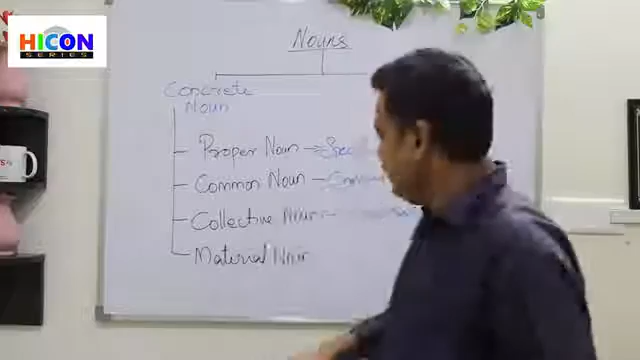 HICON
SERIES
Nouns
Concrete
Noun
Proper Noun →
Common Noun →
Collective Noun -
Material Noun